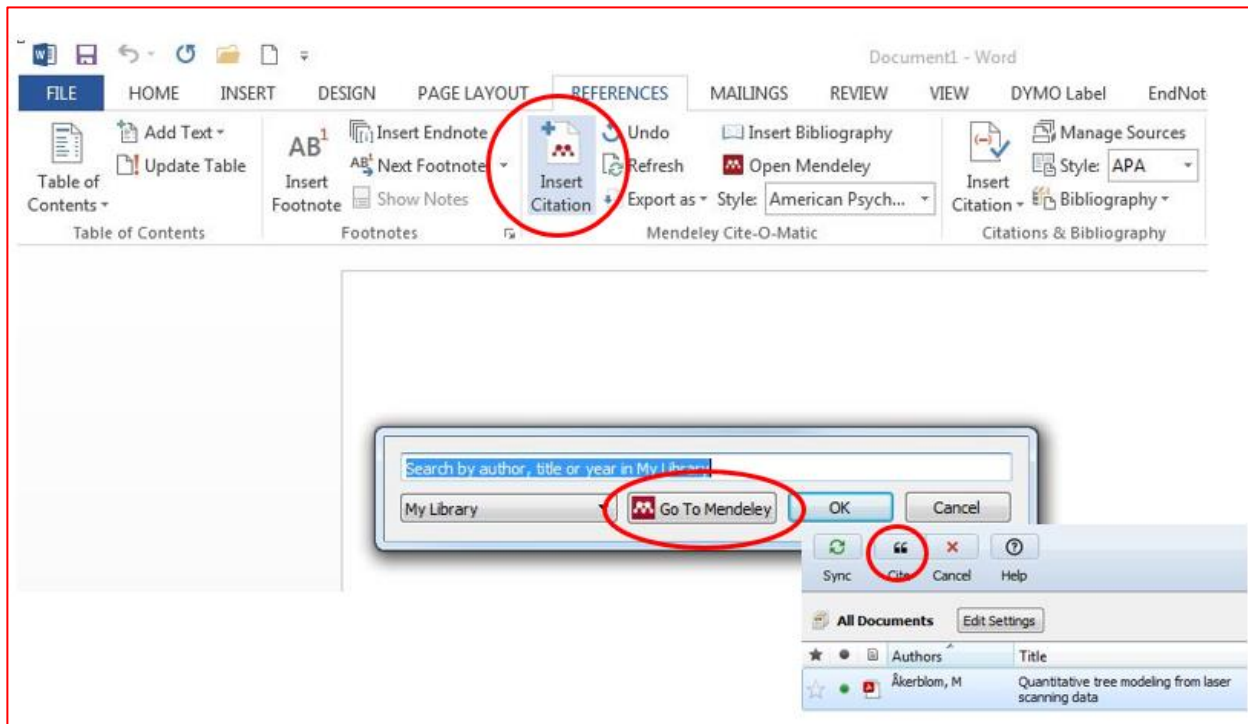 Document1 - Word
FILE HOME INSERT DESIGN PAGE LAYOUT REFERENCES MAILINGS REVIEW VIEW DYMO Label EndNot
Table of
Contents
Add Text
Update Table
Table of Contents
AB1
Insert
Footnote
Insert Endnote
AB1 Next Footnote
Show Notes
Footnotes
Insert
Citation
Undo
Refresh
Export as
Insert Bibliography
Open Mendeley
Style: American Psych...
Mendeley Cite-O-Matic
Insert
Citation
Manage Sources
Style: APA
Bibliography
Citations & Bibliography
Search by author, title or year in My Library
My Library Go To Mendeley OK Cancel
Sync Cite Cancel Help
All Documents Edit Settings
Authors Title
Åkerblom, M Quantitative tree modeling from laser
scanning data